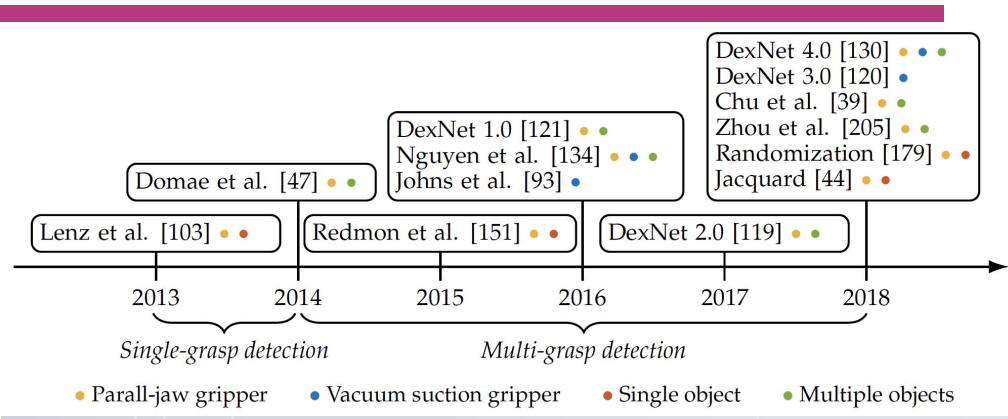 DexNet 4.0 [130]
DexNet 3.0 [120]
Chu et al. [39]
Zhou et al. [205]
Randomization [179]
Jacquard [44]
DexNet 1.0 [121]
Nguyen et al. [134]
Johns et al. [93]
Domae et al. [47]
Lenz et al. [103]
Redmon et al. [151]
DexNet 2.0 [119]
2013 2014 2015 2016 2017 2018
Single-grasp detection Multi-grasp detection
Parall-jaw gripper Vacuum suction gripper Single object Multiple objects